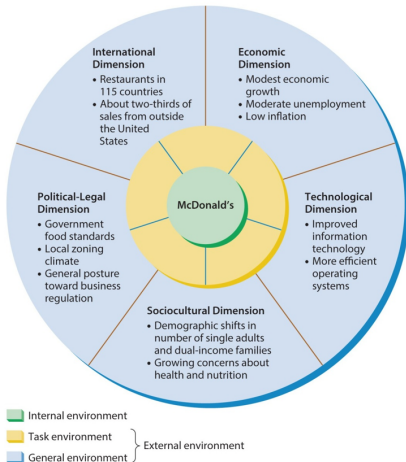 International
Dimension
• Restaurants in
115 countries
• About two-thirds of
sales from outside
the United
States
Economic
Dimension
• Modest economic
growth
• Moderate unemployment
• Low inflation
Political-Legal
Dimension
• Government
food standards
• Local zoning
climate
• General posture
toward business
regulation
McDonald's
Technological
Dimension
• Improved
information
technology
• More efficient
operating
systems
Sociocultural Dimension
• Demographic shifts in
number of single adults
and dual-income families
• Growing concerns about
health and nutrition
Internal environment
Task environment
General environment
External environment